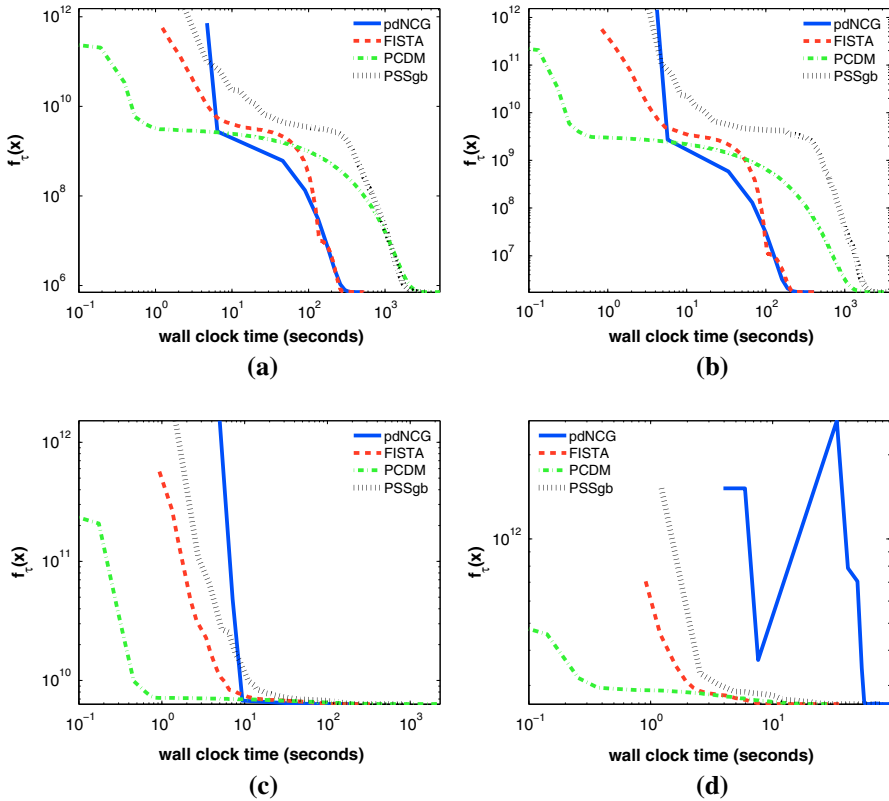 10^12
10^10
10^8
10^6
f_τ(x)
pdNCG
FISTA
PCDM
PSSgb
10^-1
10^0
10^1
10^2
10^3
wall clock time (seconds)
(a)
10^12
10^11
10^10
10^9
10^8
10^7
f_τ(x)
pdNCG
FISTA
PCDM
PSSgb
10^-1
10^0
10^1
10^2
10^3
wall clock time (seconds)
(b)
10^12
10^11
10^10
f_τ(x)
pdNCG
FISTA
PCDM
PSSgb
10^-1
10^0
10^1
10^2
10^3
wall clock time (seconds)
(c)
10^12
f_τ(x)
pdNCG
FISTA
PCDM
PSSgb
10^-1
10^0
10^1
wall clock time (seconds)
(d)